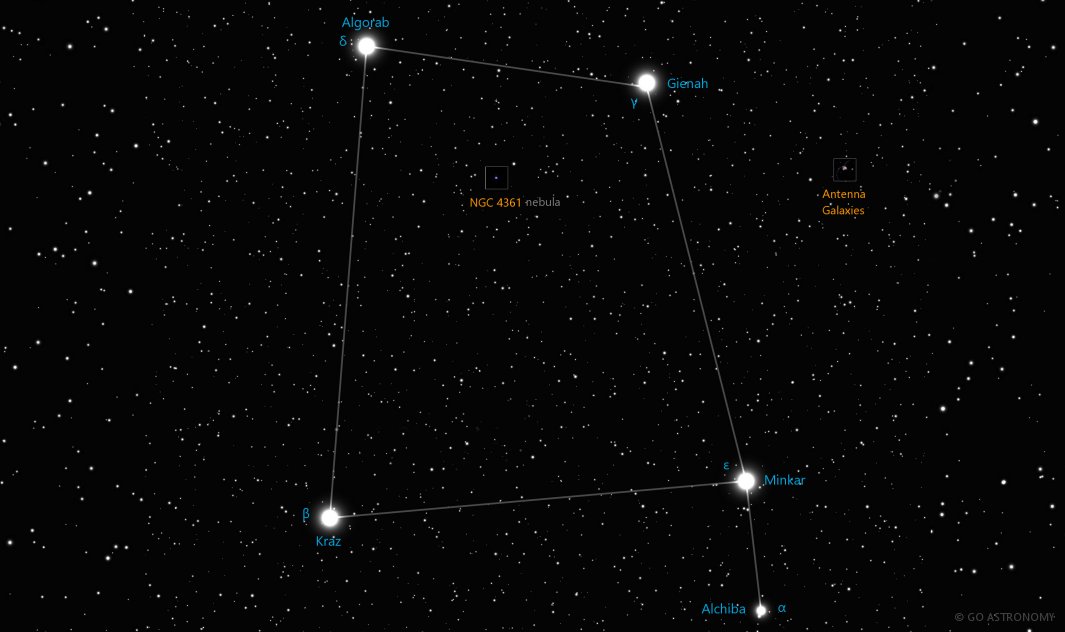 Algorab
δ
Gienah
γ
NGC 4361 nebula
Antenna
Galaxies
ε
Minkar
β
Kraz
Alchiba α
© GO ASTRONOMY